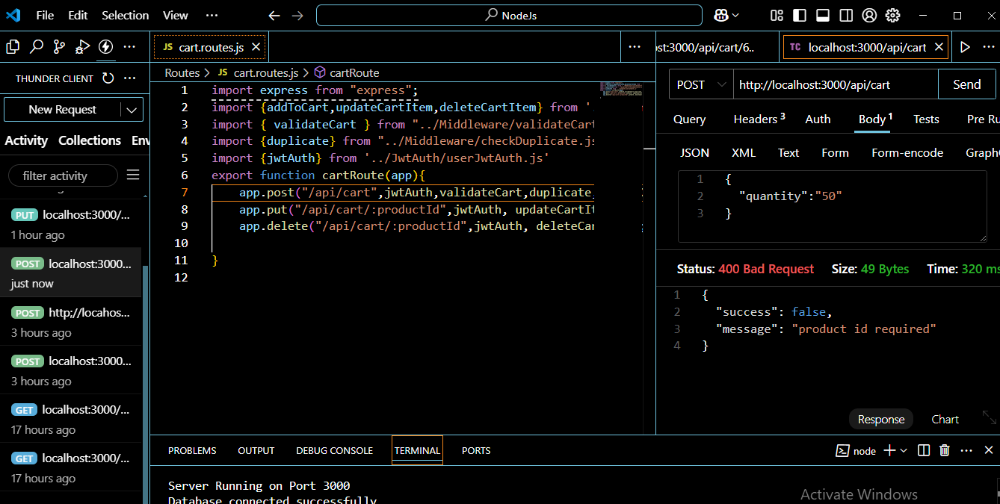 File Edit Selection View ··· NodeJs
JS cart.routes.js ··· ost:3000/api/cart/6.. TC localhost:3000/api/cart ···
THUNDER CLIENT ···
New Request
Activity Collections Env
filter activity
PUT localhost:3000/...
1 hour ago
POST localhost:3000...
just now
POST http;//locahos...
3 hours ago
POST localhost:3000...
3 hours ago
GET localhost:3000/...
17 hours ago
GET localhost:3000/...
17 hours ago
Routes > JS cart.routes.js > cartRoute
1 import express from "express";
2 import {addToCart,updateCartItem,deleteCartItem} from '.
3 import { validateCart } from "../Middleware/validateCart
4 import {duplicate} from "../Middleware/checkDuplicate.js
5 import {jwtAuth} from '../JwtAuth/userJwtAuth.js'
6 export function cartRoute(app){
7 app.post("/api/cart",jwtAuth,validateCart,duplicate,
8 app.put("/api/cart/:productId",jwtAuth, updateCartIt
9 app.delete("/api/cart/:productId",jwtAuth, deleteCar
10
11 }
12
POST http://localhost:3000/api/cart Send
Query Headers 3 Auth Body 1 Tests Pre Ru
JSON XML Text Form Form-encode Graph
1 {
2 "quantity":"50"
3 }
Status: 400 Bad Request Size: 49 Bytes Time: 320 ms
1 {
2 "success": false,
3 "message": "product id required"
4 }
Response Chart
PROBLEMS OUTPUT DEBUG CONSOLE TERMINAL PORTS node ···
Server Running on Port 3000
Database connected successfully
Activate Windows